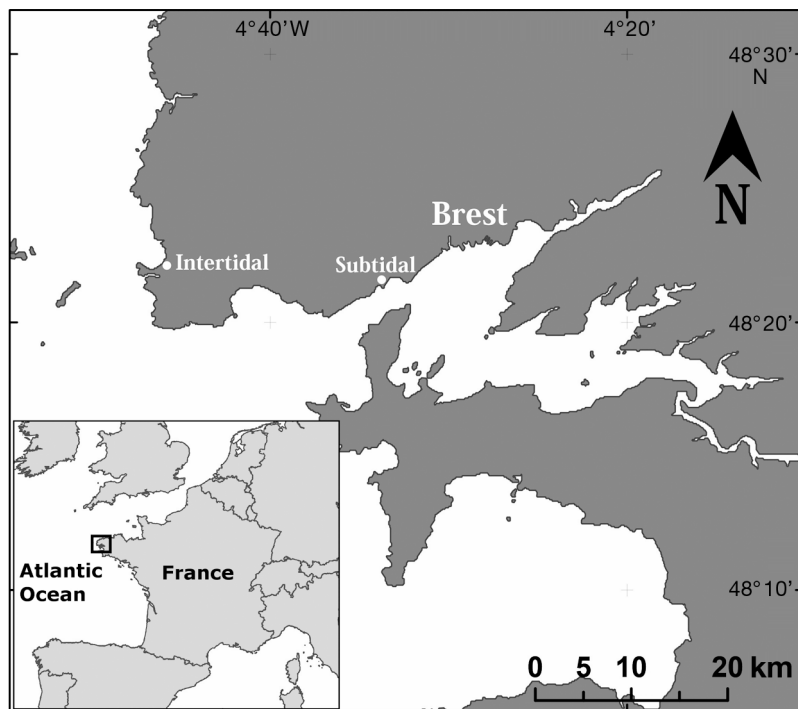 4°40'W
4°20'
48°30'
N
N
Brest
Intertidal
Subtidal
48°20'
48°10'
Atlantic
Ocean
France
0 5 10 20 km